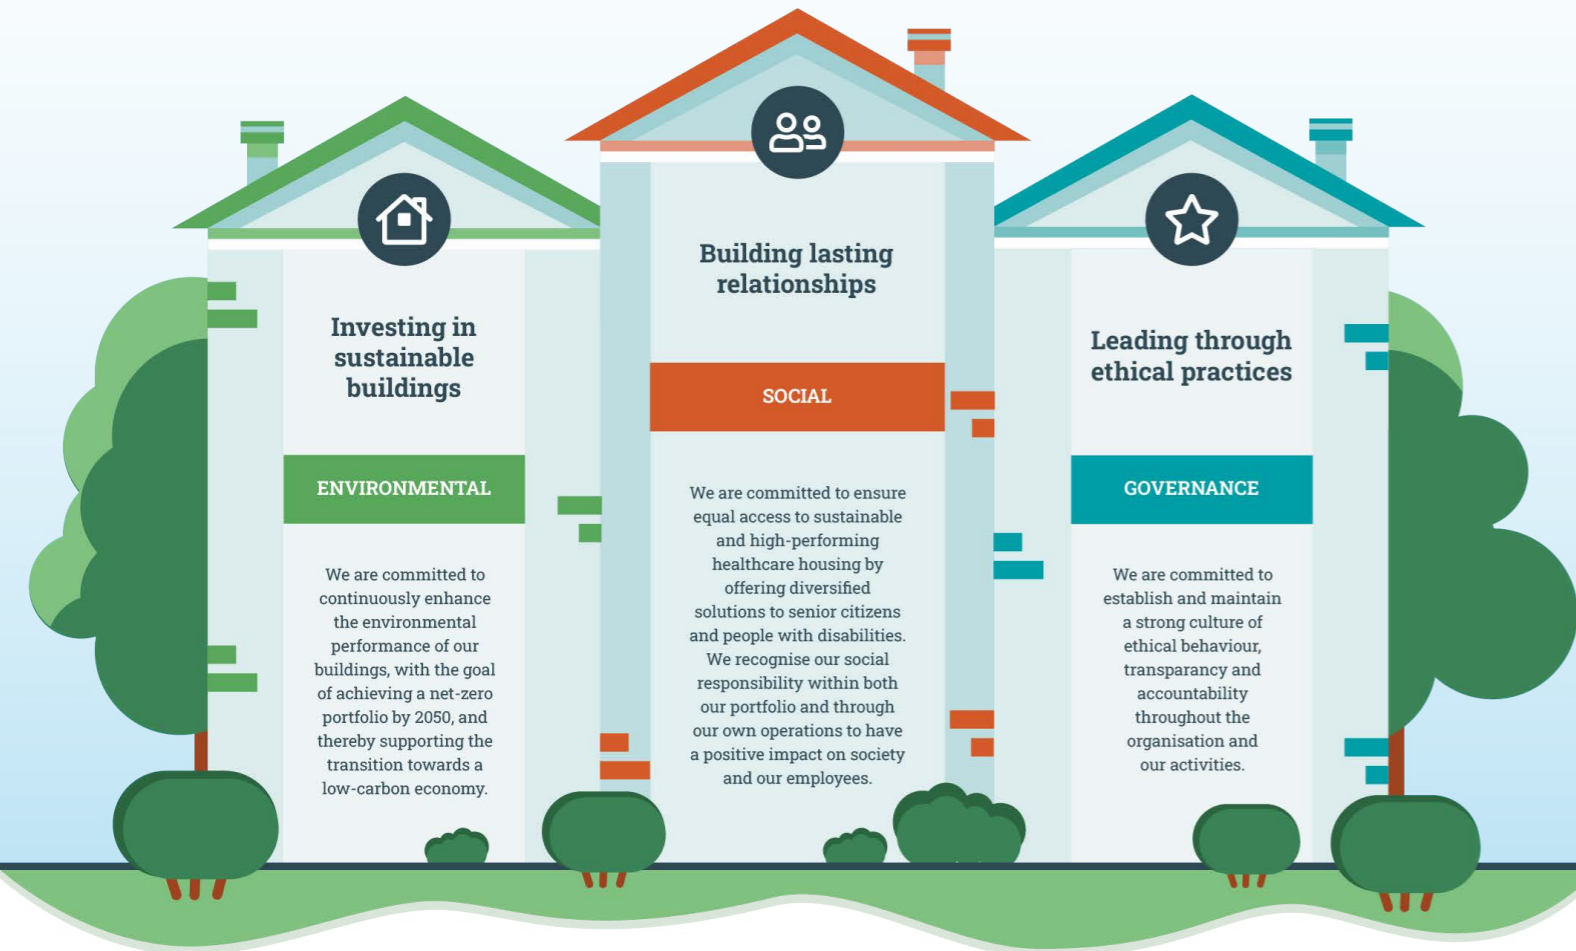 Investing in
sustainable
buildings
ENVIRONMENTAL
We are committed to
continuously enhance
the environmental
performance of our
buildings, with the goal
of achieving a net-zero
portfolio by 2050, and
thereby supporting the
transition towards a
low-carbon economy.
Building lasting
relationships
SOCIAL
We are committed to ensure
equal access to sustainable
and high-performing
healthcare housing by
offering diversified
solutions to senior citizens
and people with disabilities.
We recognise our social
responsibility within both
our portfolio and through
our own operations to have
a positive impact on society
and our employees.
Leading through
ethical practices
GOVERNANCE
We are committed to
establish and maintain
a strong culture of
ethical behaviour,
transparancy and
accountability
throughout the
organisation and
our activities.